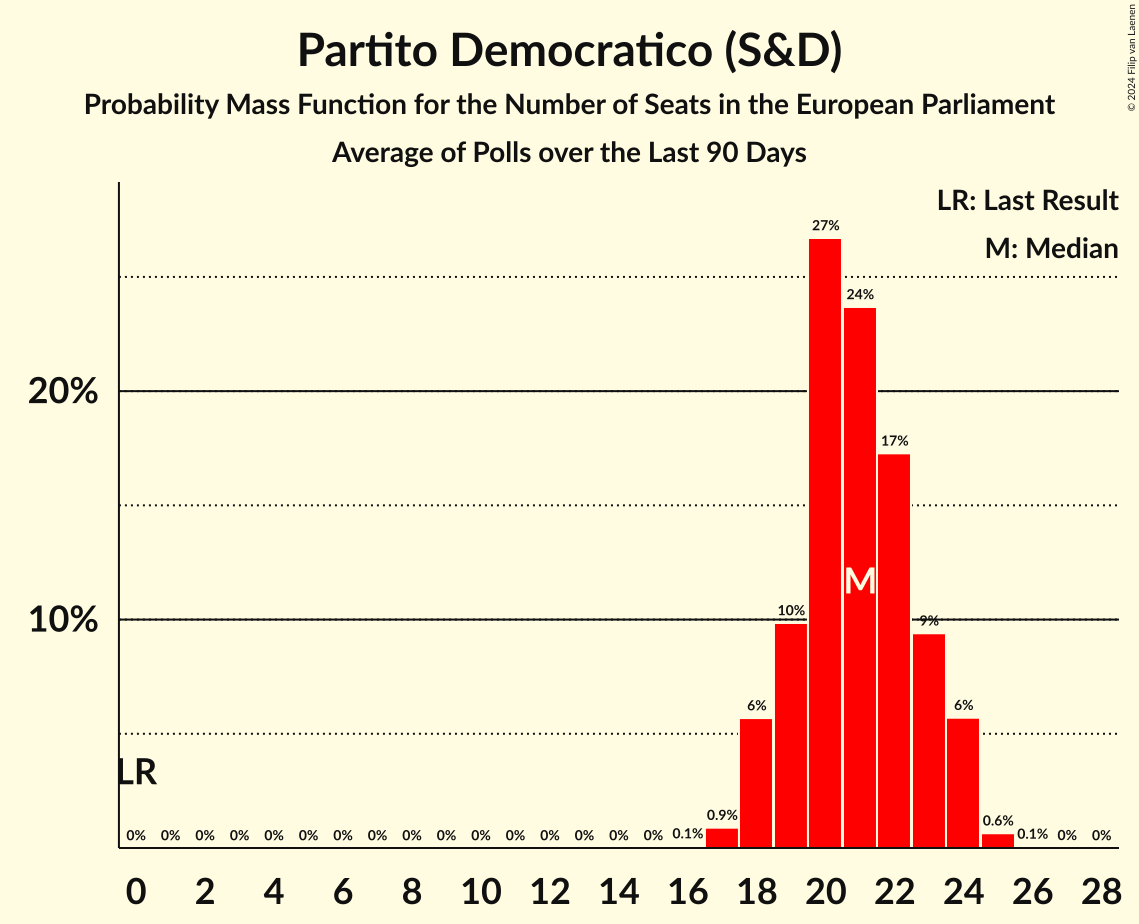 Partito Democratico (S&D)
Probability Mass Function for the Number of Seats in the European Parliament
Average of Polls over the Last 90 Days
© 2024 Filip van Laenen
LR: Last Result
M: Median
27%
24%
20%
17%
M
10%
10%
9%
6%
6%
LR
0% 0% 0% 0% 0% 0% 0% 0% 0% 0% 0% 0% 0% 0% 0% 0% 0.1% 0.9% 0.6% 0.1% 0% 0%
0 2 4 6 8 10 12 14 16 18 20 22 24 26 28